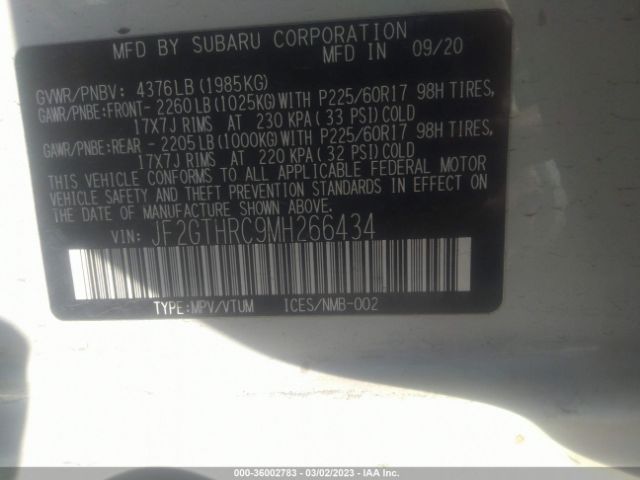 MFD BY SUBARU CORPORATION
MFD IN 09/20
GVWR/PNBV: 4376LB(1985KG)
GAWR/PNBE:FRONT- 2260LB(1025KG)WITH P225/60R17 98H TIRES,
17X7J RIMS AT 230 KPA( 33 PSI) COLD
GAWR/PNBE:REAR - 2205LB(1000KG)WITH P225/60R17 98H TIRES,
17X7J RIMS AT 220 KPA( 32 PSI) COLD
THIS VEHICLE CONFORMS TO ALL APPLICABLE FEDERAL MOTOR
VEHICLE SAFETY AND THEFT PREVENTION STANDARDS IN EFFECT ON
THE DATE OF MANUFACTURE SHOWN ABOVE.
VIN: JF2GTHRC9MH266434
TYPE:MPV/VTUM ICES/NMB-002
000-36002783 - 03/02/2023 - IAA, Inc.